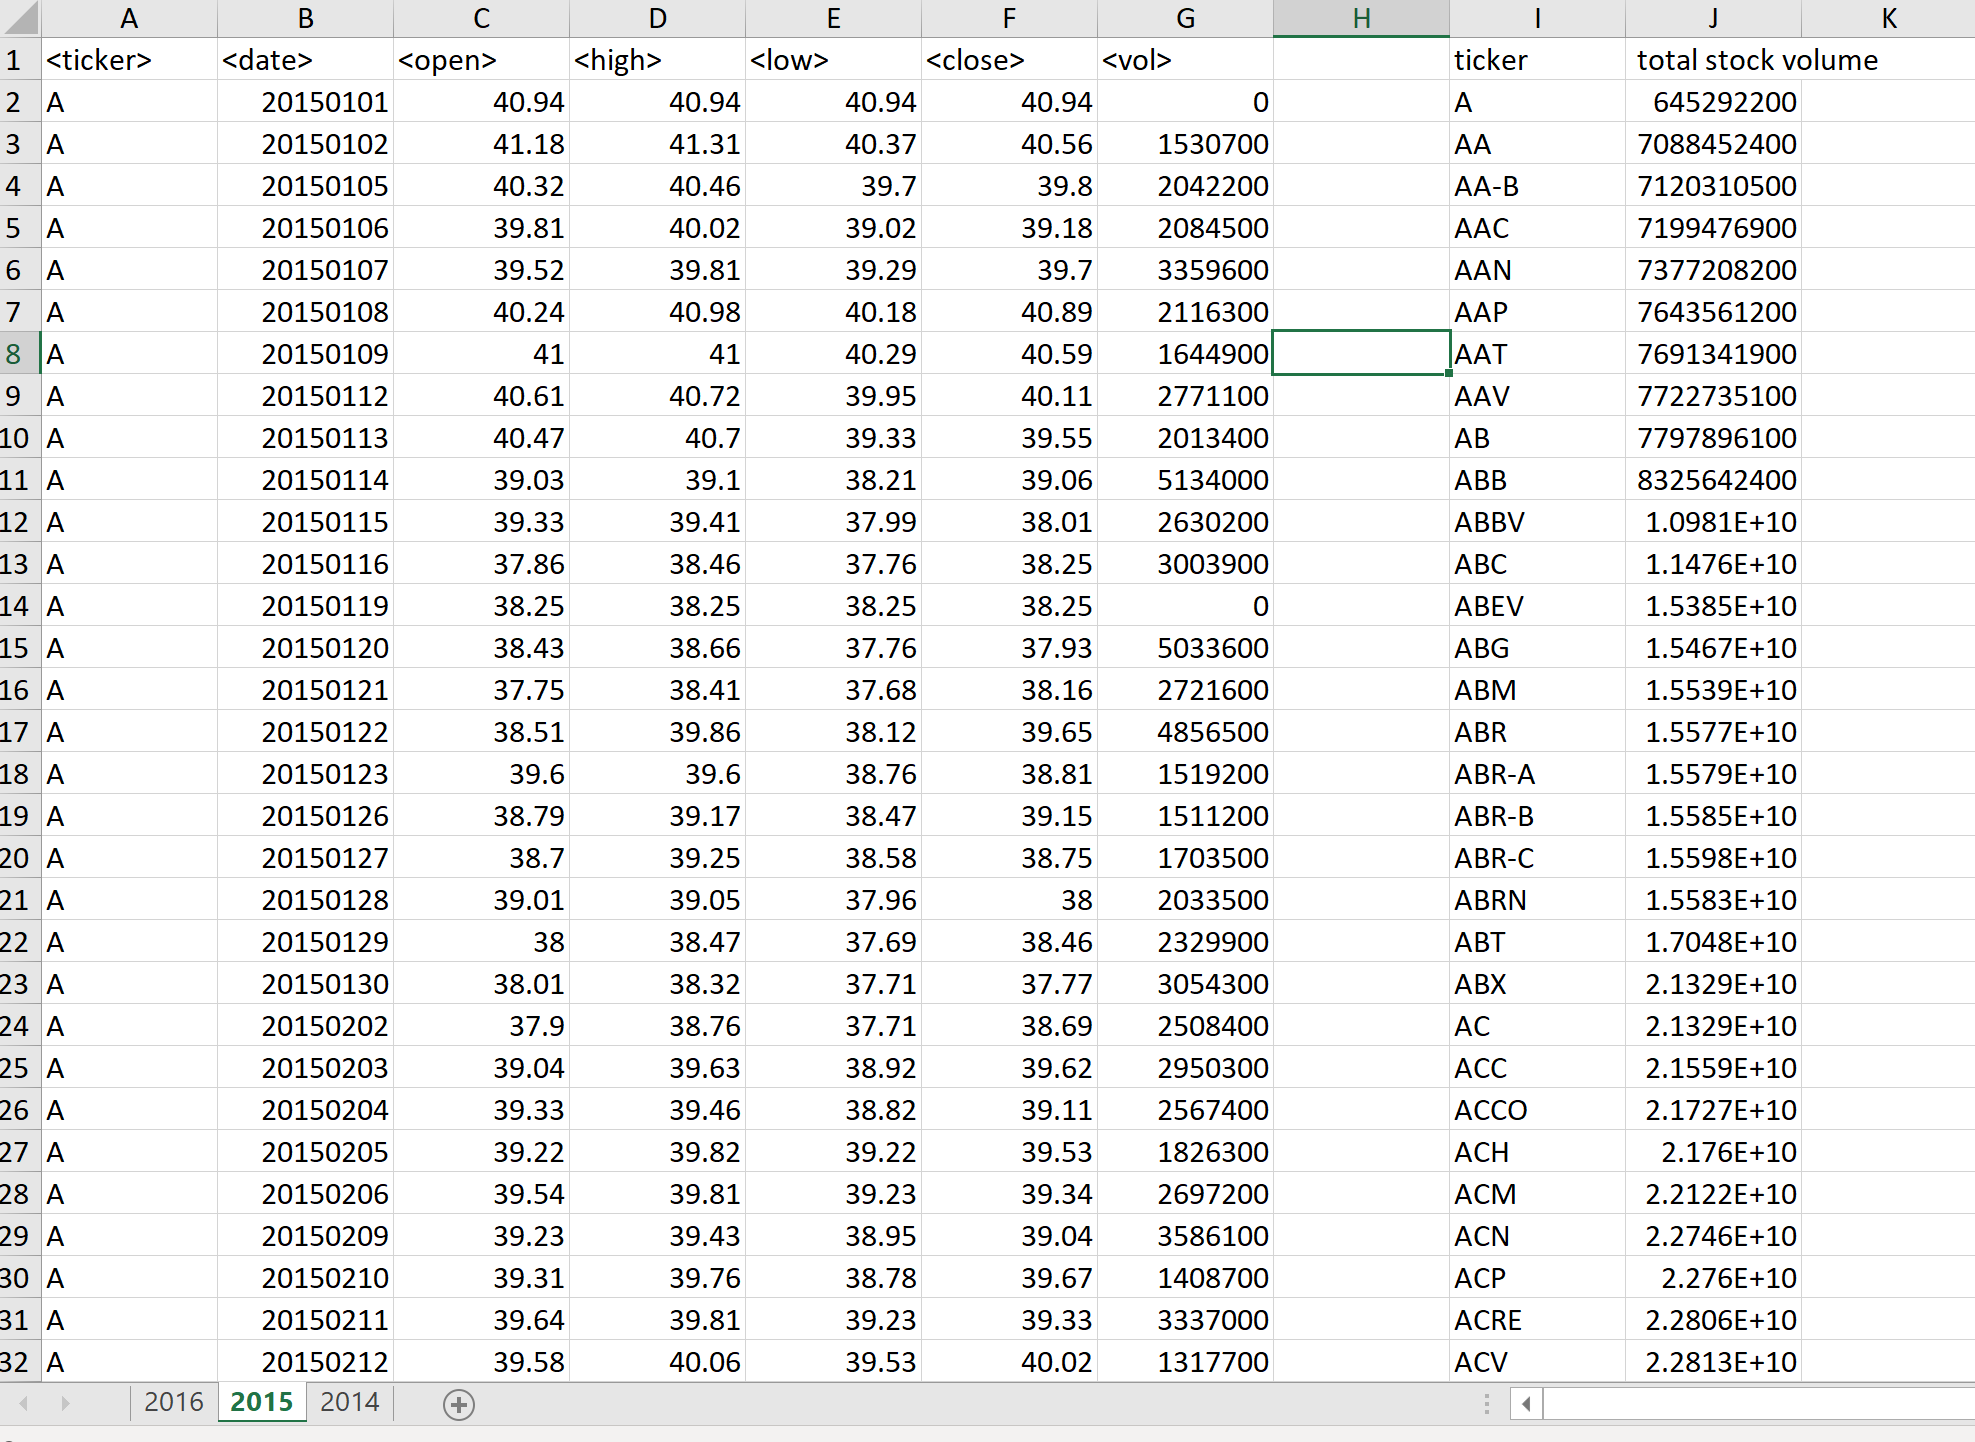 A B C D E F G H I J K
1 <ticker> <date> <open> <high> <low> <close> <vol> ticker total stock volume
2 A 20150101 40.94 40.94 40.94 40.94 0 A 645292200
3 A 20150102 41.18 41.31 40.37 40.56 1530700 AA 7088452400
4 A 20150105 40.32 40.46 39.7 39.8 2042200 AA-B 7120310500
5 A 20150106 39.81 40.02 39.02 39.18 2084500 AAC 7199476900
6 A 20150107 39.52 39.81 39.29 39.7 3359600 AAN 7377208200
7 A 20150108 40.24 40.98 40.18 40.89 2116300 AAP 7643561200
8 A 20150109 41 41 40.29 40.59 1644900 AAT 7691341900
9 A 20150112 40.61 40.72 39.95 40.11 2771100 AAV 7722735100
10 A 20150113 40.47 40.7 39.33 39.55 2013400 AB 7797896100
11 A 20150114 39.03 39.1 38.21 39.06 5134000 ABB 8325642400
12 A 20150115 39.33 39.41 37.99 38.01 2630200 ABBV 1.0981E+10
13 A 20150116 37.86 38.46 37.76 38.25 3003900 ABC 1.1476E+10
14 A 20150119 38.25 38.25 38.25 38.25 0 ABEV 1.5385E+10
15 A 20150120 38.43 38.66 37.76 37.93 5033600 ABG 1.5467E+10
16 A 20150121 37.75 38.41 37.68 38.16 2721600 ABM 1.5539E+10
17 A 20150122 38.51 39.86 38.12 39.65 4856500 ABR 1.5577E+10
18 A 20150123 39.6 39.6 38.76 38.81 1519200 ABR-A 1.5579E+10
19 A 20150126 38.79 39.17 38.47 39.15 1511200 ABR-B 1.5585E+10
20 A 20150127 38.7 39.25 38.58 38.75 1703500 ABR-C 1.5598E+10
21 A 20150128 39.01 39.05 37.96 38 2033500 ABRN 1.5583E+10
22 A 20150129 38 38.47 37.69 38.46 2329900 ABT 1.7048E+10
23 A 20150130 38.01 38.32 37.71 37.77 3054300 ABX 2.1329E+10
24 A 20150202 37.9 38.76 37.71 38.69 2508400 AC 2.1329E+10
25 A 20150203 39.04 39.63 38.92 39.62 2950300 ACC 2.1559E+10
26 A 20150204 39.33 39.46 38.82 39.11 2567400 ACCO 2.1727E+10
27 A 20150205 39.22 39.82 39.22 39.53 1826300 ACH 2.176E+10
28 A 20150206 39.54 39.81 39.23 39.34 2697200 ACM 2.2122E+10
29 A 20150209 39.23 39.43 38.95 39.04 3586100 ACN 2.2746E+10
30 A 20150210 39.31 39.76 38.78 39.67 1408700 ACP 2.276E+10
31 A 20150211 39.64 39.81 39.23 39.33 3337000 ACRE 2.2806E+10
32 A 20150212 39.58 40.06 39.53 40.02 1317700 ACV 2.2813E+10
2016 2015 2014